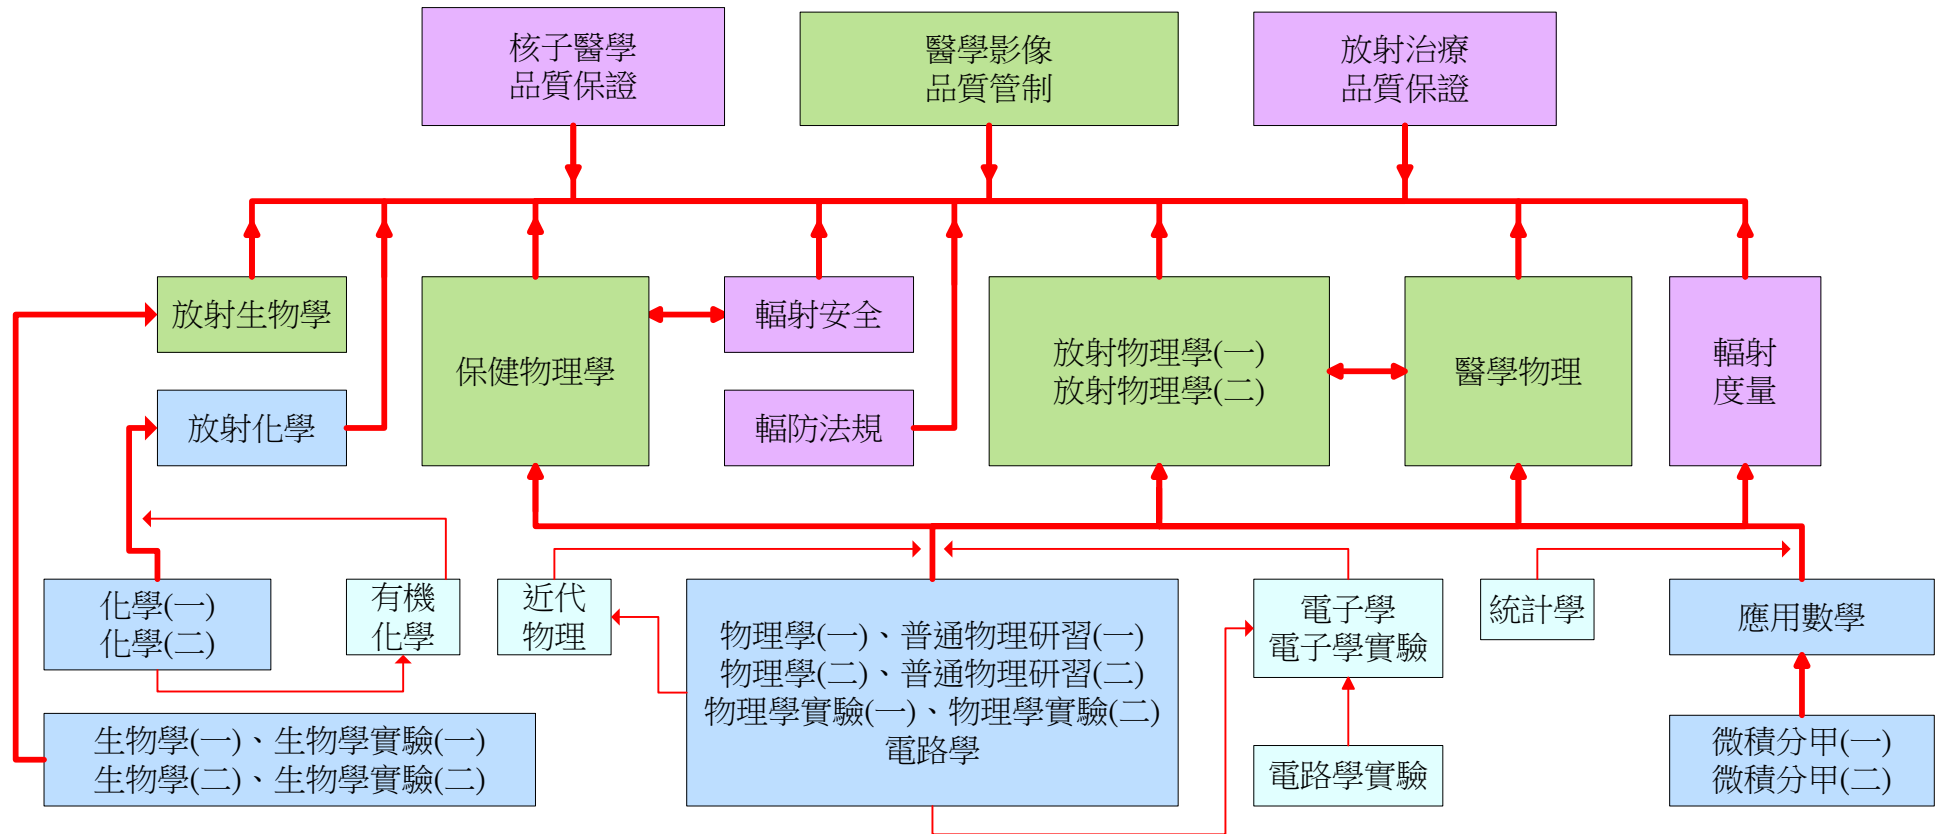 核子醫學
品質保證
醫學影像
品質管制
放射治療
品質保證
放射生物學
放射化學
保健物理學
輻射安全
輻防法規
放射物理學(一)
放射物理學(二)
醫學物理
輻射
度量
化學(一)
化學(二)
有機
化學
近代
物理
物理學(一)、普通物理研習(一)
物理學(二)、普通物理研習(二)
物理學實驗(一)、物理學實驗(二)
電路學
電子學
電子學實驗
統計學
應用數學
生物學(一)、生物學實驗(一)
生物學(二)、生物學實驗(二)
電路學實驗
微積分甲(一)
微積分甲(二)